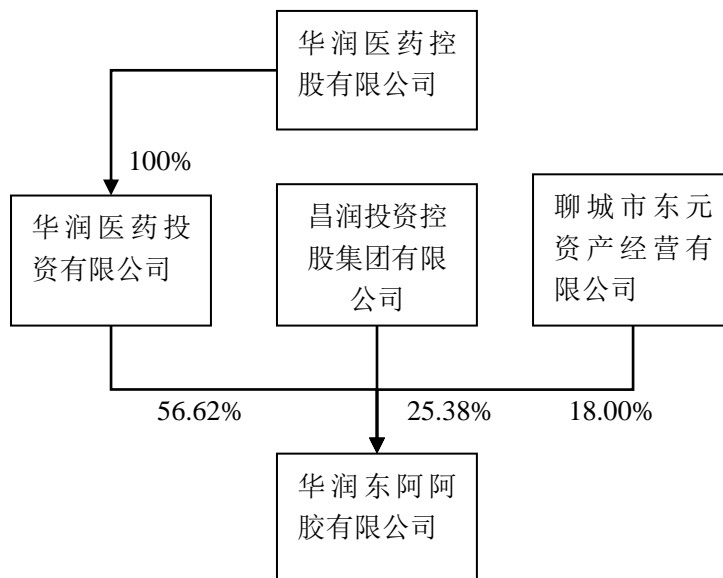 华润医药控
股有限公司
100%
华润医药投
资有限公司
昌润投资控
股集团有限
公司
聊城市东元
资产经营有
限公司
56.62%
25.38%
18.00%
华润东阿阿
胶有限公司